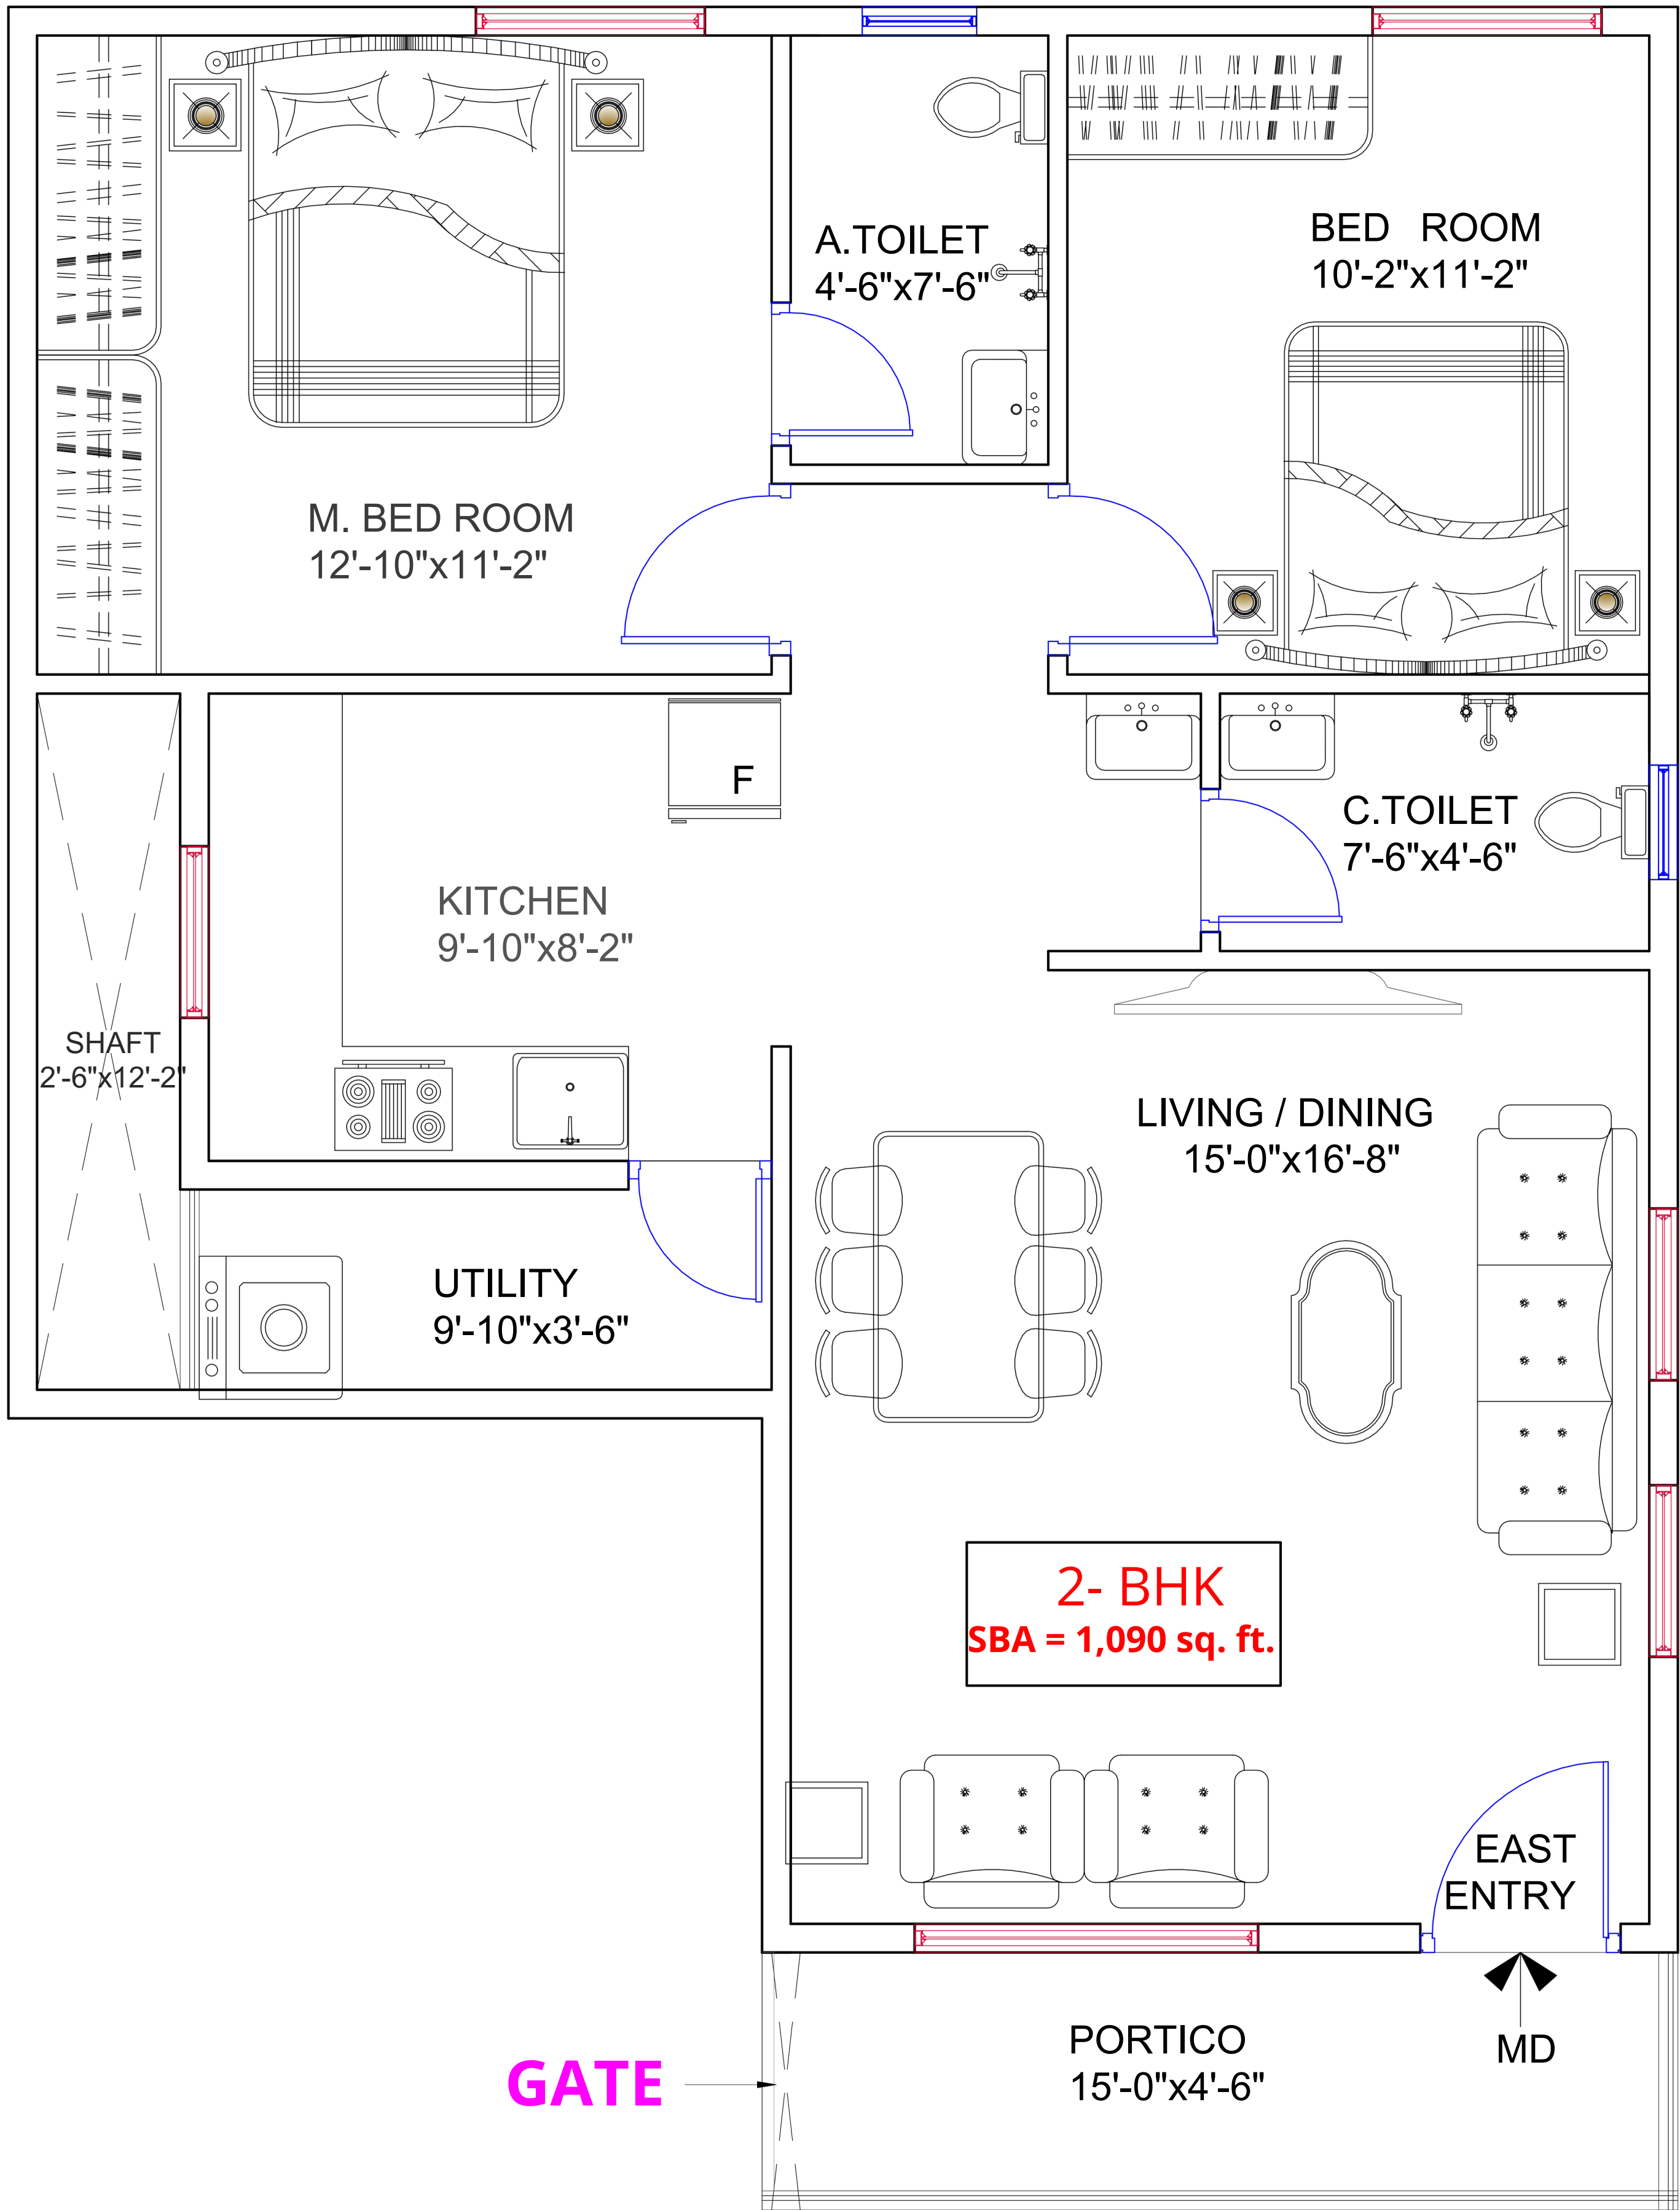 A.TOILET
4'-6"x7'-6"
BED ROOM
10'-2"x11'-2"
M. BED ROOM
12'-10"x11'-2"
F
C.TOILET
7'-6"x4'-6"
KITCHEN
9'-10"x8'-2"
SHAFT
2'-6"x12'-2"
LIVING / DINING
15'-0"x16'-8"
UTILITY
9'-10"x3'-6"
2- BHK
SBA = 1,090 sq. ft.
EAST
ENTRY
PORTICO
15'-0"x4'-6"
MD
GATE